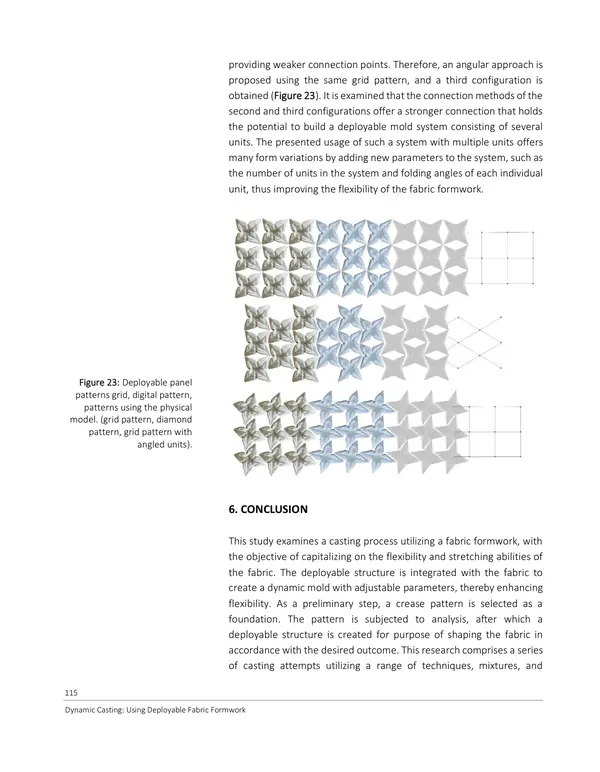 providing weaker connection points. Therefore, an angular approach is
proposed using the same grid pattern, and a third configuration is
obtained (Figure 23). It is examined that the connection methods of the
second and third configurations offer a stronger connection that holds
the potential to build a deployable mold system consisting of several
units. The presented usage of such a system with multiple units offers
many form variations by adding new parameters to the system, such as
the number of units in the system and folding angles of each individual
unit, thus improving the flexibility of the fabric formwork.
Figure 23: Deployable panel
patterns grid, digital pattern,
patterns using the physical
model. (grid pattern, diamond
pattern, grid pattern with
angled units).
6. CONCLUSION
This study examines a casting process utilizing a fabric formwork, with
the objective of capitalizing on the flexibility and stretching abilities of
the fabric. The deployable structure is integrated with the fabric to
create a dynamic mold with adjustable parameters, thereby enhancing
flexibility. As a preliminary step, a crease pattern is selected as a
foundation. The pattern is subjected to analysis, after which a
deployable structure is created for purpose of shaping the fabric in
accordance with the desired outcome. This research comprises a series
of casting attempts utilizing a range of techniques, mixtures, and
115
Dynamic Casting: Using Deployable Fabric Formwork